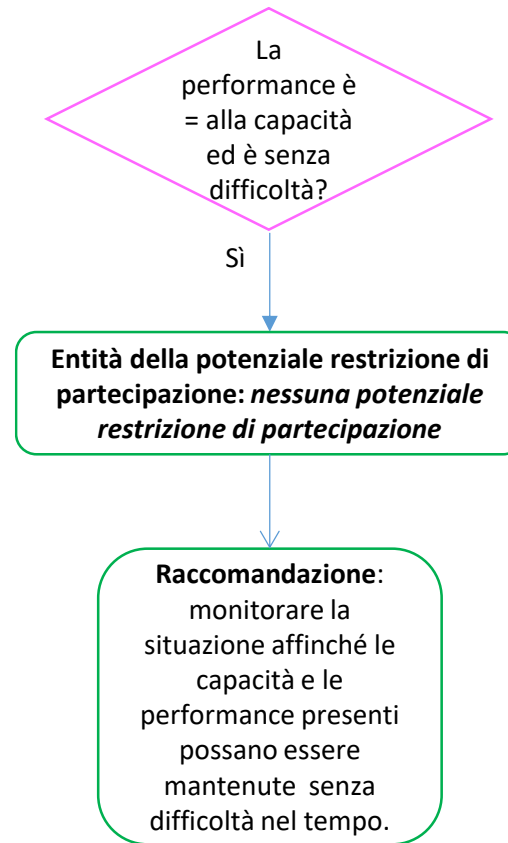 La
performance è
= alla capacità
ed è senza
difficoltà?
Sì
Entità della potenziale restrizione di
partecipazione: nessuna potenziale
restrizione di partecipazione
Raccomandazione:
monitorare la
situazione affinché le
capacità e le
performance presenti
possano essere
mantenute senza
difficoltà nel tempo.